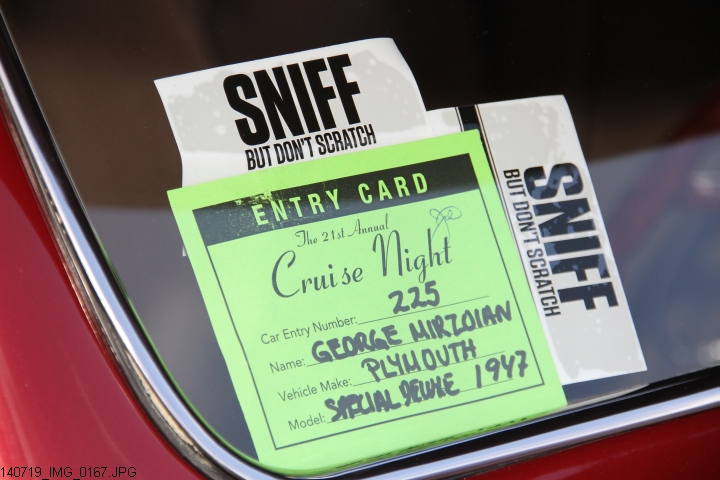 SNIFF
BUT DON'T SCRATCH
ENTRY CARD
The 21st Annual
Cruise Night
Car Entry Number: 225
Name: GEORGE MIRZOIAN
Vehicle Make: PLYMOUTH
Model: SPECIAL DELUXE 1947
SNIFF
BUT DON'T SCRATCH
140719_IMG_0167.JPG